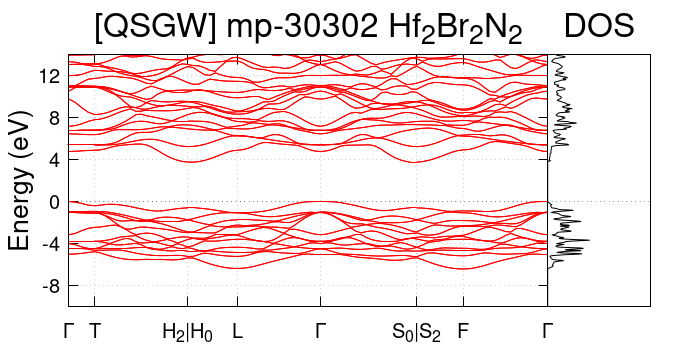 [QSGW] mp-30302 Hf₂Br₂N₂ DOS
Energy (eV)
12
8
4
0
-4
-8
Γ T H₂|H₀ L Γ S₀|S₂ F Γ